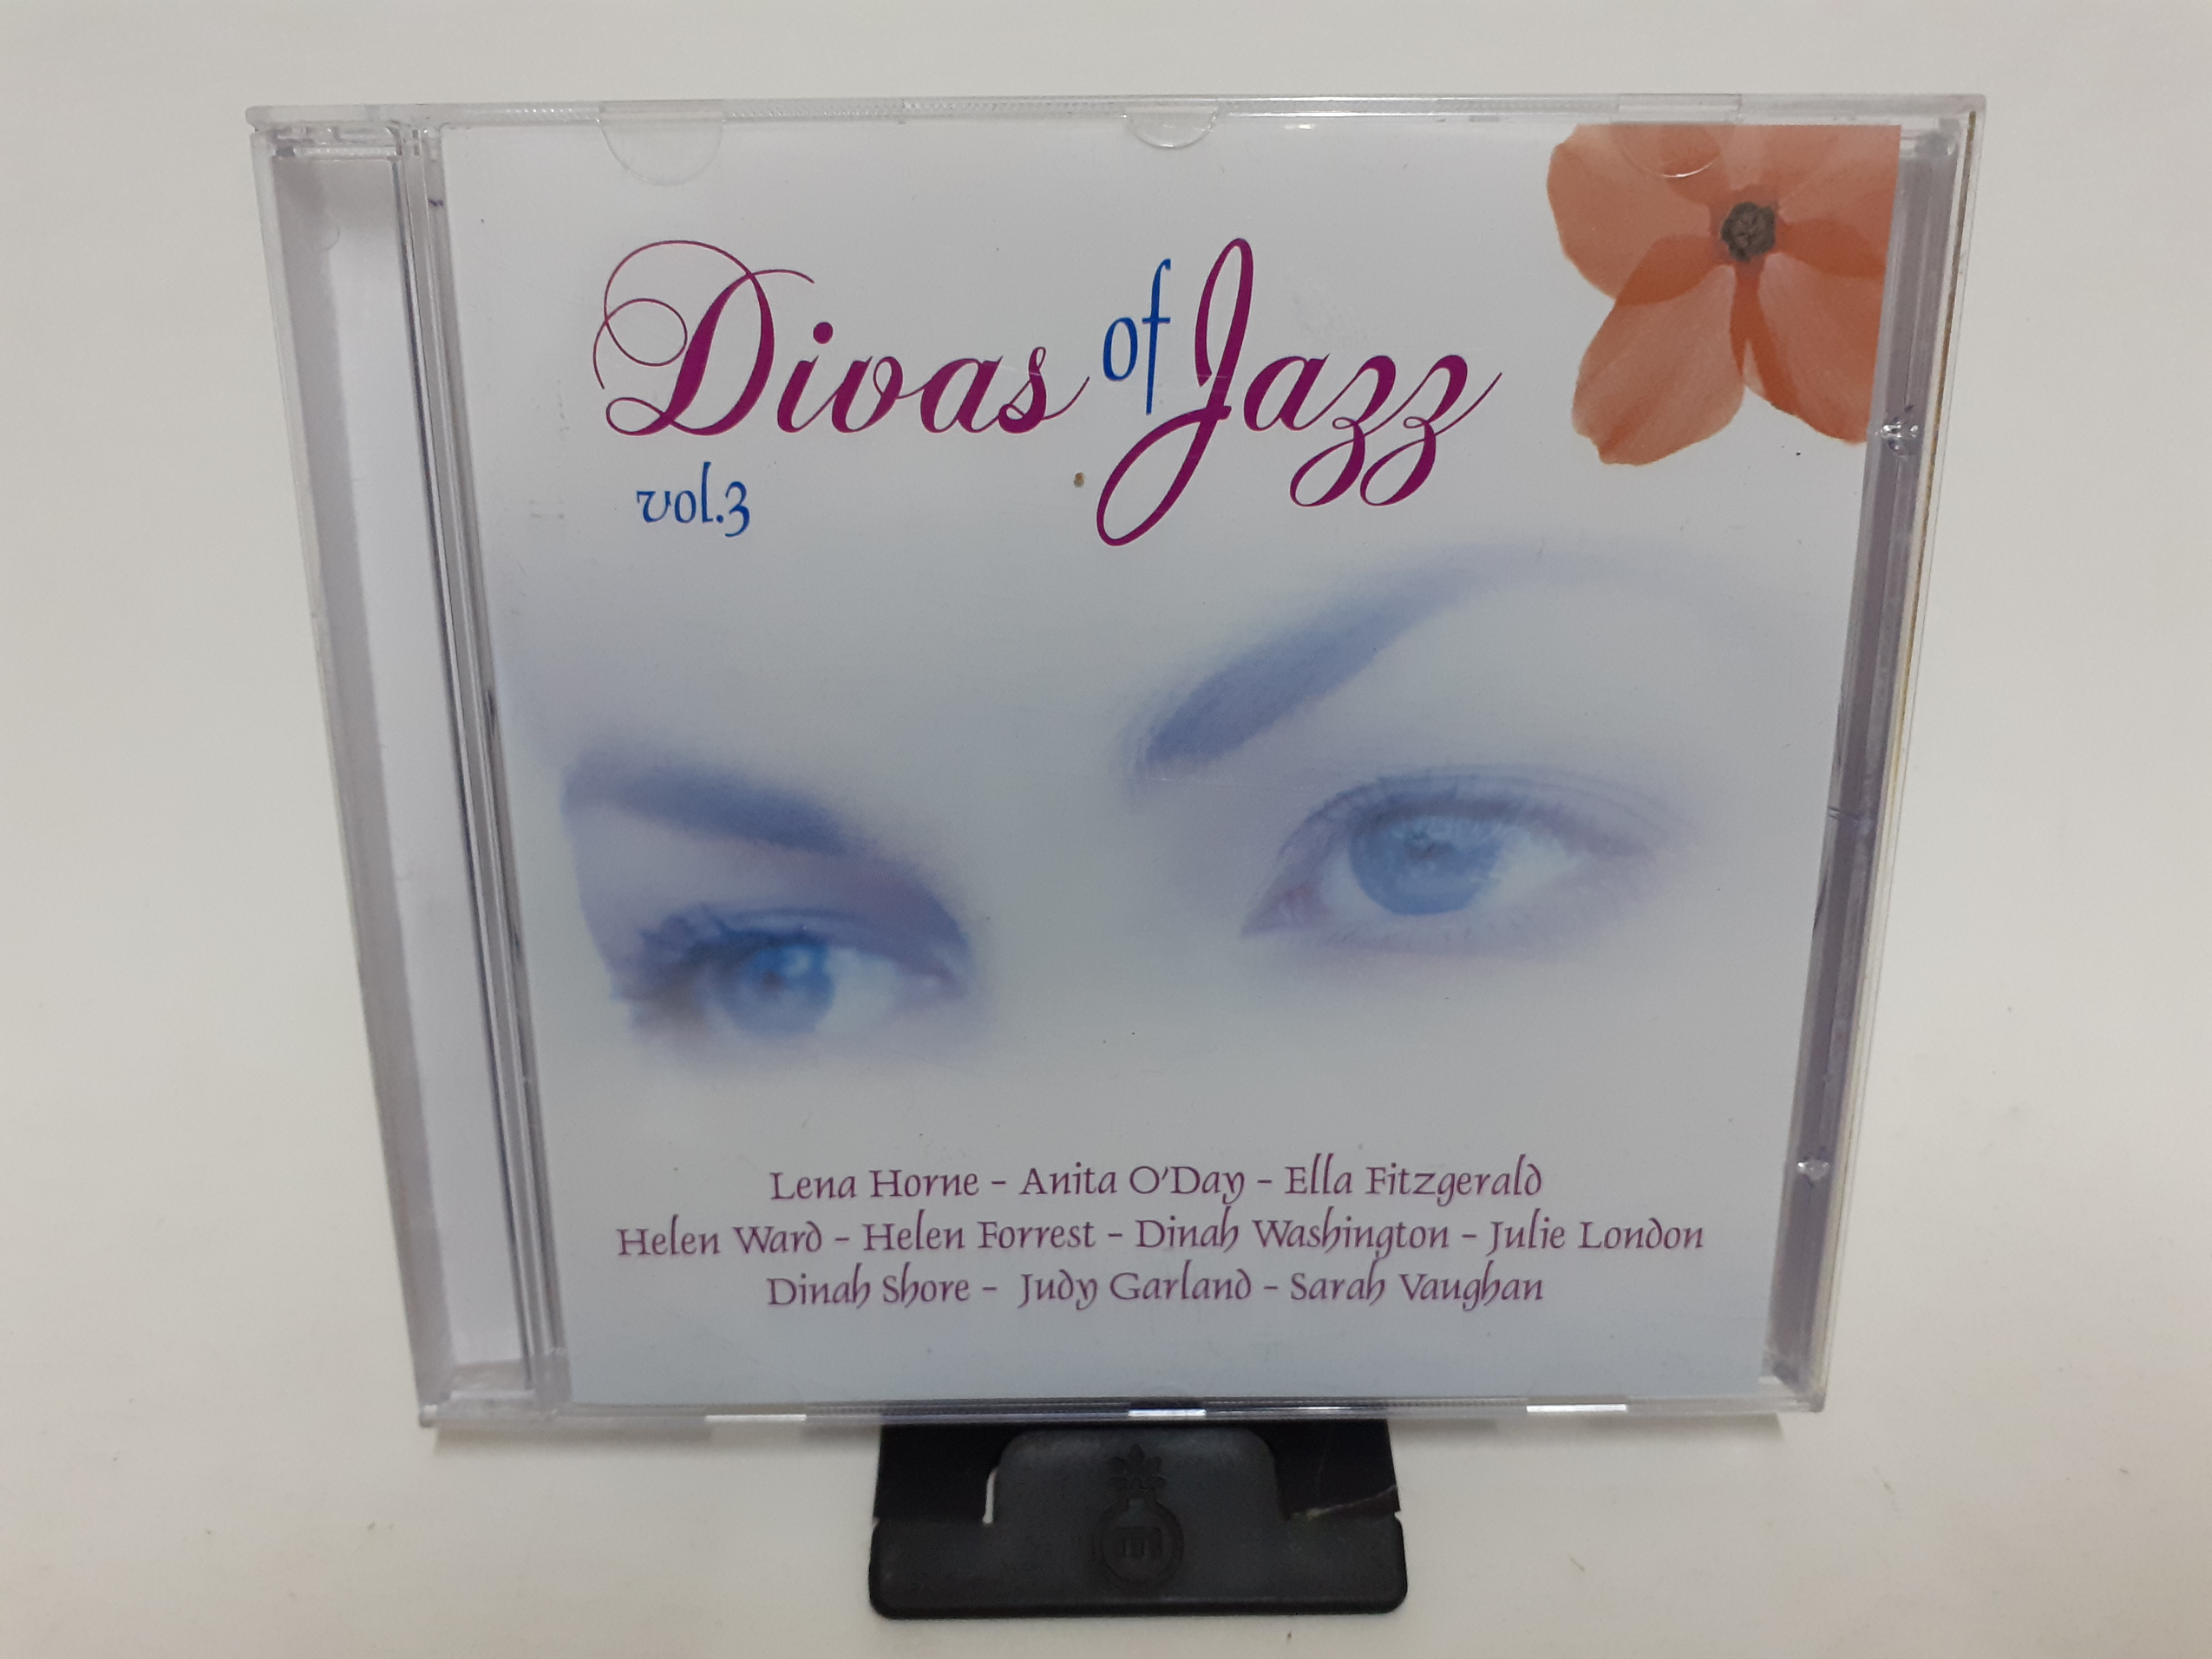 Divas of Jazz
vol.3
Lena Horne - Anita O'Day - Ella Fitzgerald
Helen Ward - Helen Forrest - Dinah Washington - Julie London
Dinah Shore - Judy Garland - Sarah Vaughan